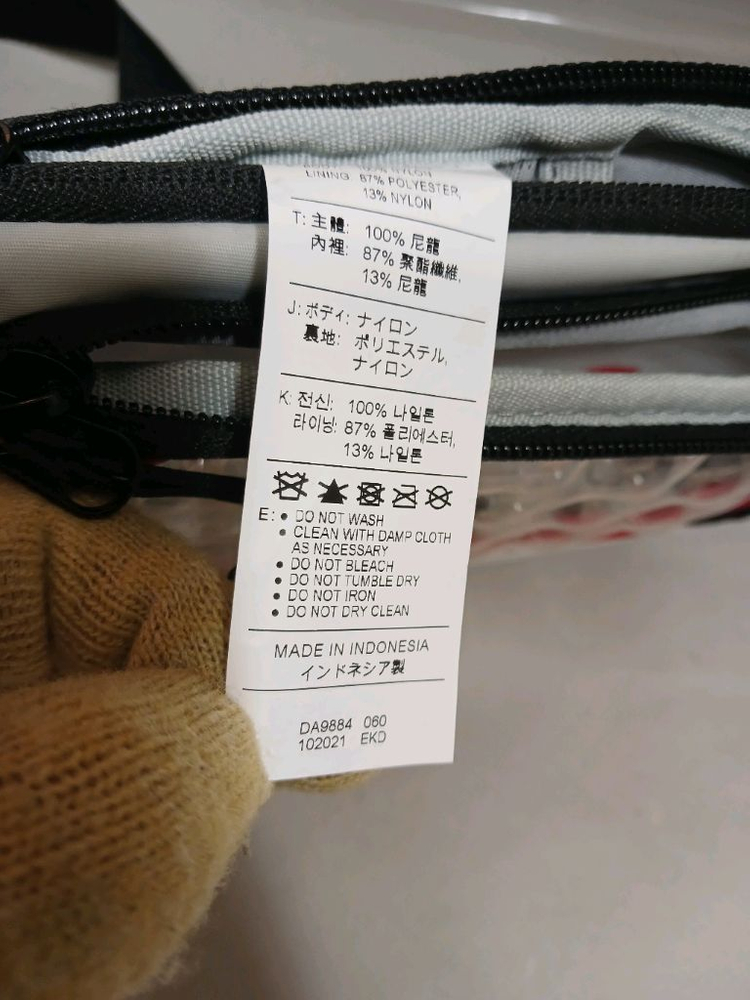 LINING: 87% POLYESTER,
13% NYLON
T: 主體: 100% 尼龍
內裡: 87% 聚酯纖維,
13% 尼龍
J: ボディ: ナイロン
裏地: ポリエステル,
ナイロン
K: 전신: 100% 나일론
라이닝: 87% 폴리에스터,
13% 나일론
E: • DO NOT WASH
• CLEAN WITH DAMP CLOTH
AS NECESSARY
• DO NOT BLEACH
• DO NOT TUMBLE DRY
• DO NOT IRON
• DO NOT DRY CLEAN
MADE IN INDONESIA
インドネシア製
DA9884 060
102021 EKD